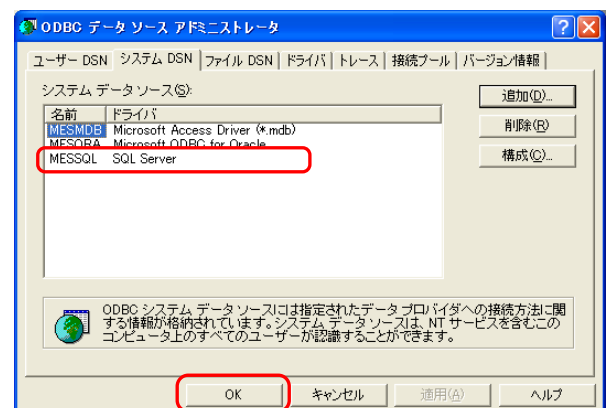 ODBC データ ソース アドミニストレータ
ユーザー DSN システム DSN ファイル DSN ドライバ トレース 接続プール バージョン情報
システム データ ソース(S):
追加(D)...
名前 ドライバ
MESMDB Microsoft Access Driver (*.mdb)
削除(R)
MESORA Microsoft ODBC for Oracle
MESSQL SQL Server
構成(C)...
ODBC システム データ ソースには指定されたデータ プロバイダへの接続方法に関
する情報が格納されています。システム データ ソースは、NT サービスを含むこの
コンピュータ上のすべてのユーザーが認識することができます。
OK キャンセル 適用(A) ヘルプ